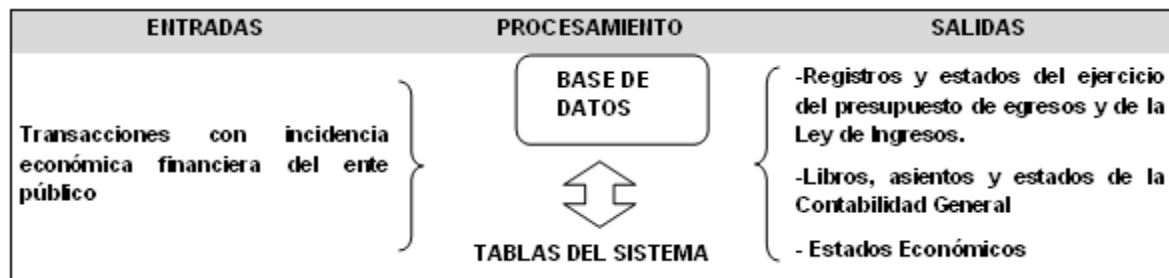 ENTRADAS PROCESAMIENTO SALIDAS
Transacciones con incidencia
económica financiera del ente
público
BASE DE
DATOS
TABLAS DEL SISTEMA
-Registros y estados del ejercicio
del presupuesto de egresos y de la
Ley de Ingresos.
-Libros, asientos y estados de la
Contabilidad General
- Estados Económicos